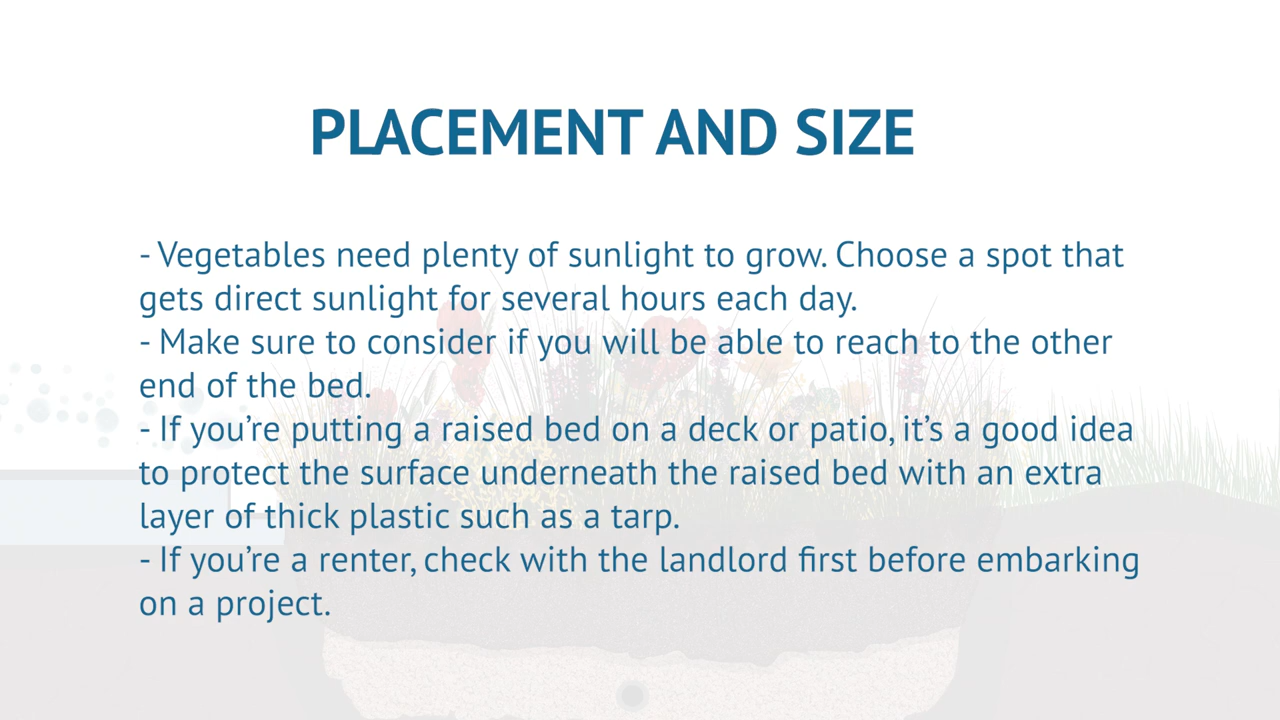 PLACEMENT AND SIZE
- Vegetables need plenty of sunlight to grow. Choose a spot that
gets direct sunlight for several hours each day.
- Make sure to consider if you will be able to reach to the other
end of the bed.
- If you’re putting a raised bed on a deck or patio, it’s a good idea
to protect the surface underneath the raised bed with an extra
layer of thick plastic such as a tarp.
- If you’re a renter, check with the landlord first before embarking
on a project.